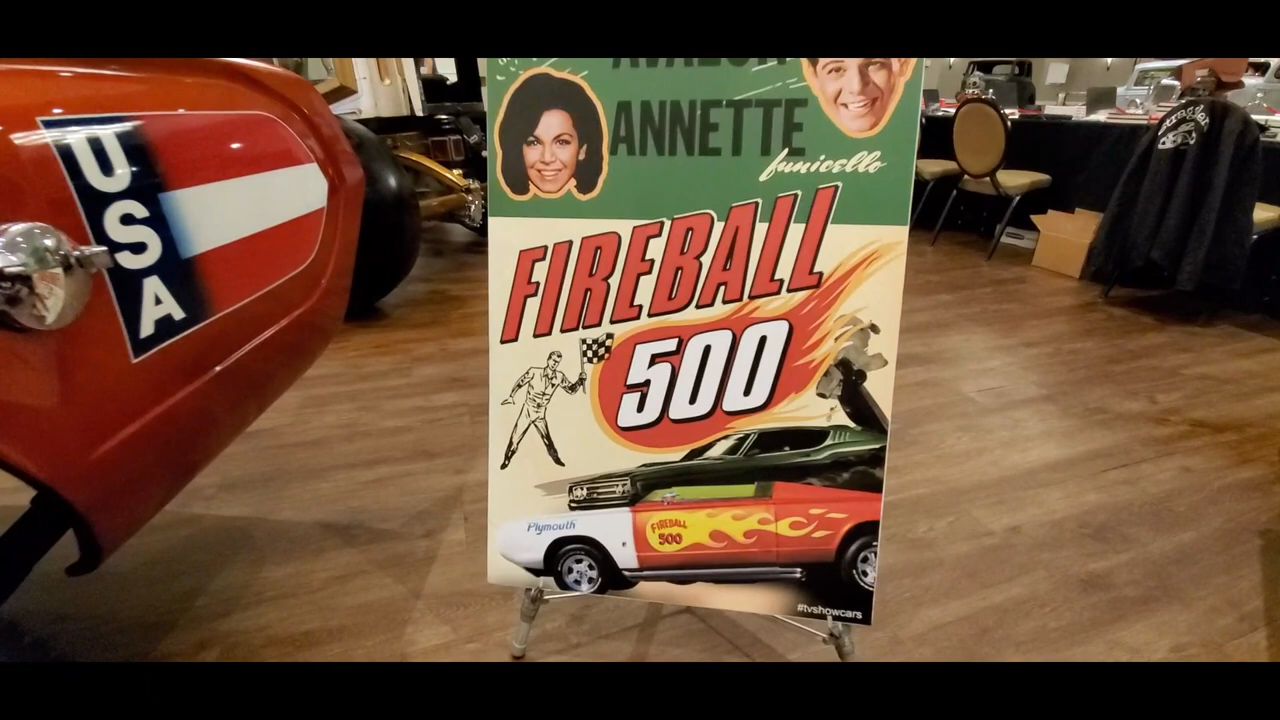 USA
ANNETTE
funicello
FIREBALL
500
Plymouth
FIREBALL
500
#tvshowcars